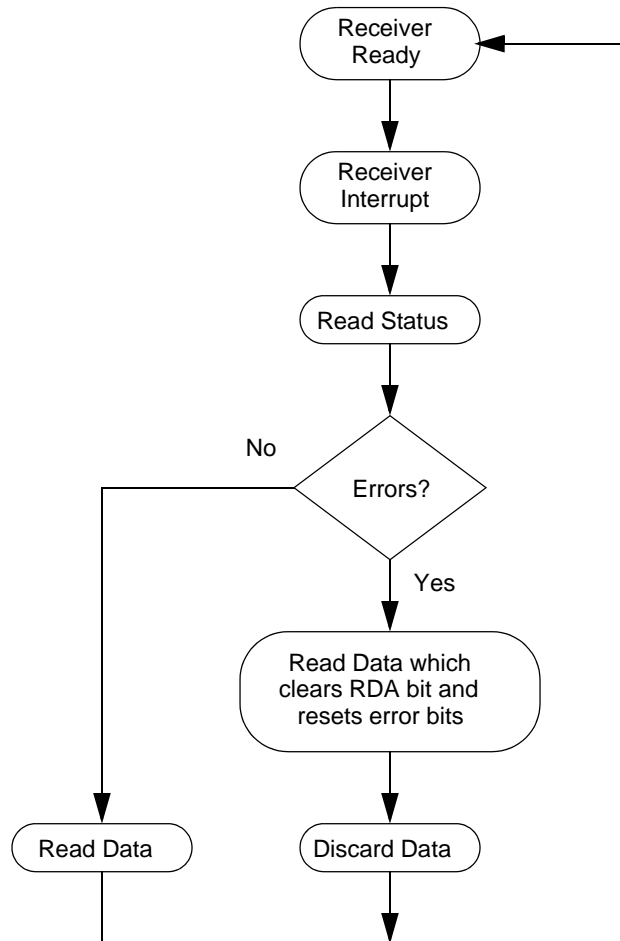 Receiver
Ready
Receiver
Interrupt
Read Status
No
Errors?
Yes
Read Data which
clears RDA bit and
resets error bits
Read Data
Discard Data